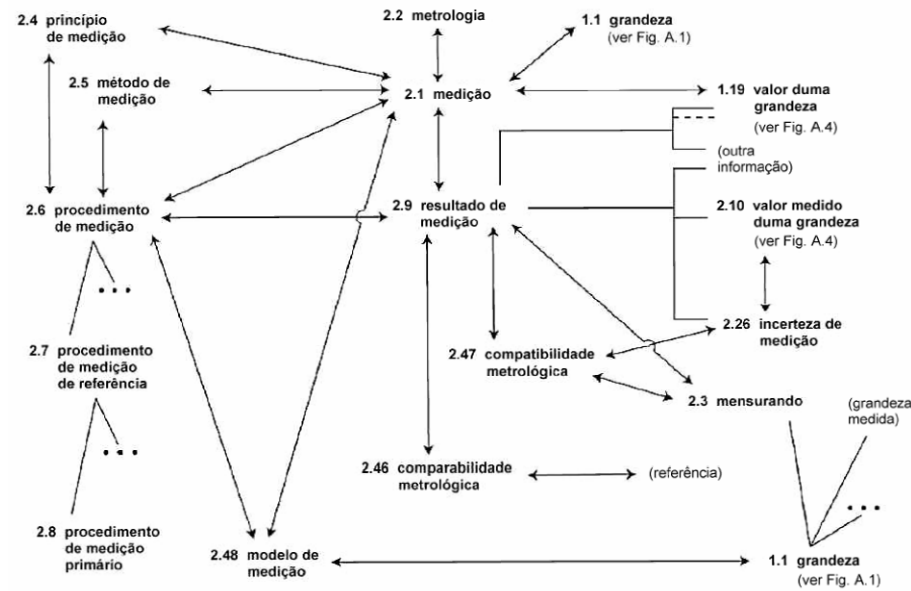 2.4 princípio
de medição
2.2 metrologia
1.1 grandeza
(ver Fig. A.1)
2.5 método de
medição
2.1 medição
1.19 valor duma
grandeza
(ver Fig. A.4)
(outra
informação)
2.6 procedimento
de medição
2.9 resultado de
medição
2.10 valor medido
duma grandeza
(ver Fig. A.4)
2.26 incerteza de
medição
2.7 procedimento
de medição
de referência
2.47 compatibilidade
metrológica
2.3 mensurando
(grandeza
medida)
2.46 comparabilidade
metrológica
(referência)
2.8 procedimento
de medição
primário
2.48 modelo de
medição
1.1 grandeza
(ver Fig. A.1)